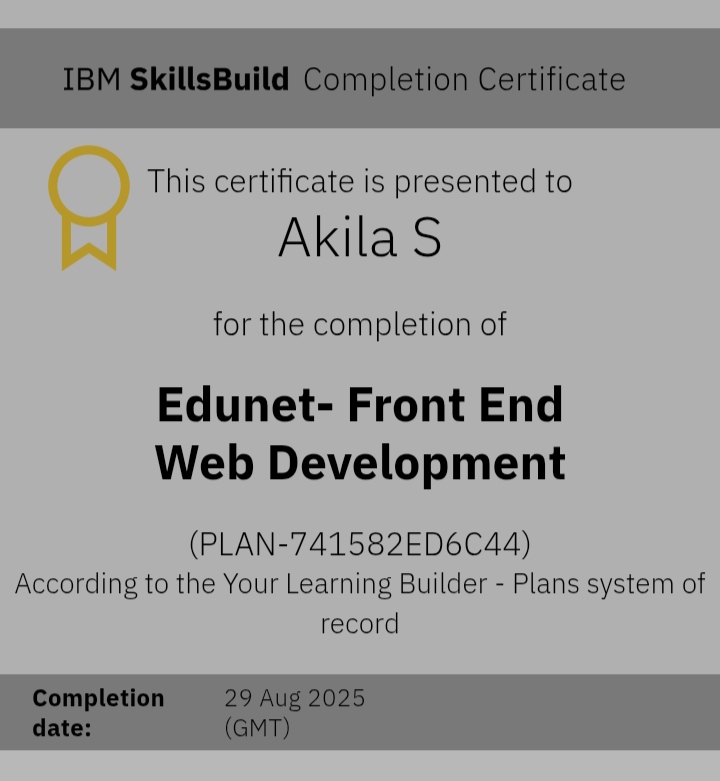 IBM SkillsBuild Completion Certificate
This certificate is presented to
Akila S
for the completion of
Edunet- Front End
Web Development
(PLAN-741582ED6C44)
According to the Your Learning Builder - Plans system of
record
Completion date:
29 Aug 2025 (GMT)